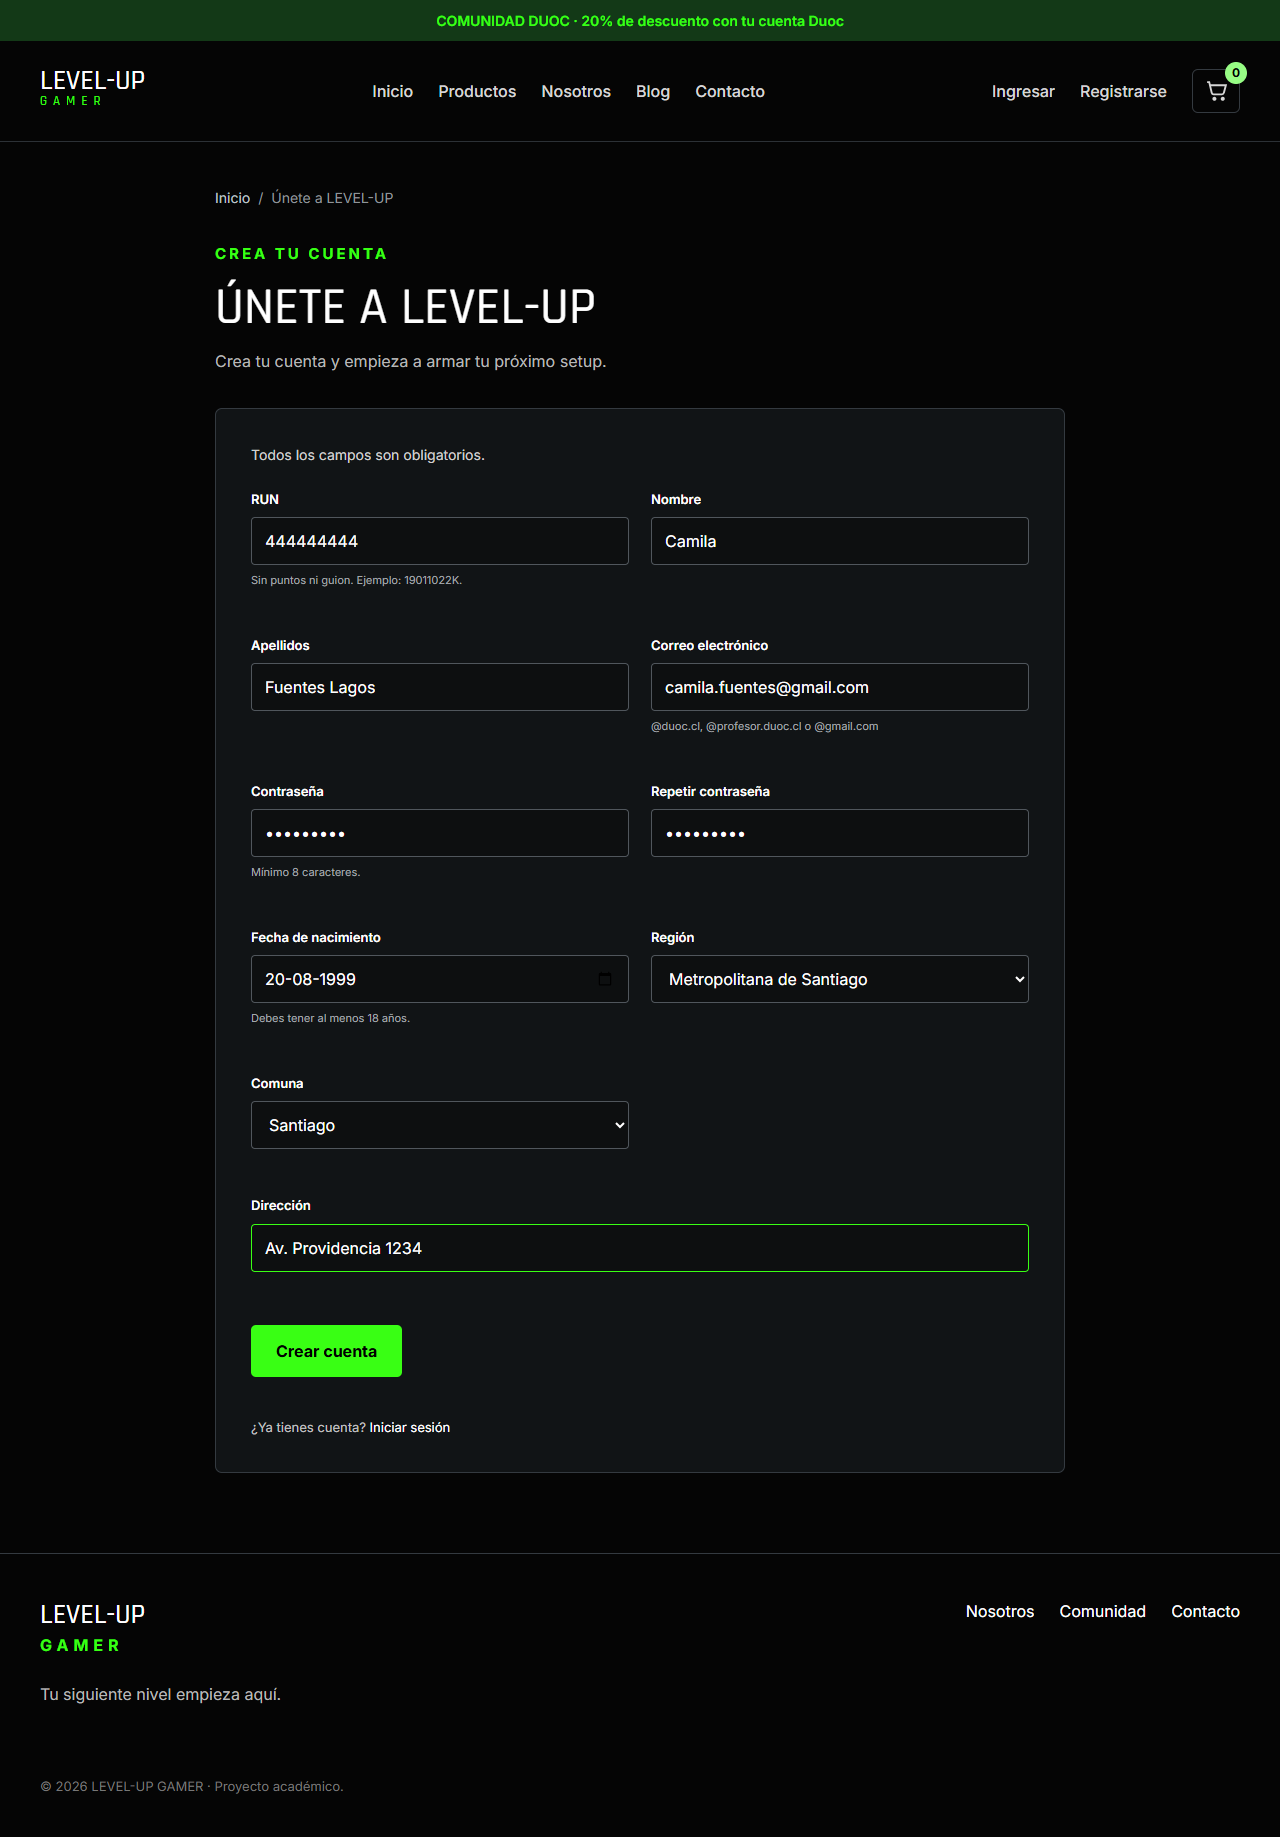 COMUNIDAD DUOC · 20% de descuento con tu cuenta Duoc
LEVEL-UP
GAMER
Inicio Productos Nosotros Blog Contacto
Ingresar Registrarse 0
Inicio / Únete a LEVEL-UP
CREA TU CUENTA
ÚNETE A LEVEL-UP
Crea tu cuenta y empieza a armar tu próximo setup.
Todos los campos son obligatorios.
RUN Nombre
444444444 Camila
Sin puntos ni guion. Ejemplo: 19011022K.
Apellidos Correo electrónico
Fuentes Lagos camila.fuentes@gmail.com
@duoc.cl, @profesor.duoc.cl o @gmail.com
Contraseña Repetir contraseña
••••••••• •••••••••
Mínimo 8 caracteres.
Fecha de nacimiento Región
20-08-1999 Metropolitana de Santiago
Debes tener al menos 18 años.
Comuna
Santiago
Dirección
Av. Providencia 1234
Crear cuenta
¿Ya tienes cuenta? Iniciar sesión
LEVEL-UP
GAMER
Nosotros Comunidad Contacto
Tu siguiente nivel empieza aquí.
© 2026 LEVEL-UP GAMER · Proyecto académico.